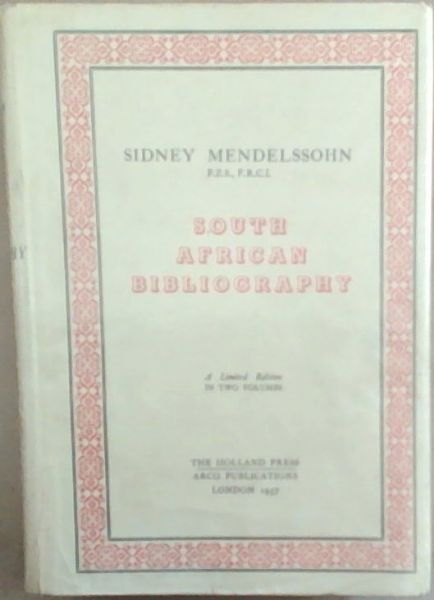 SIDNEY MENDELSSOHN
F.Z.S., F.R.C.I.
SOUTH
AFRICAN
BIBLIOGRAPHY
A Limited Edition
IN TWO VOLUMES
THE HOLLAND PRESS
ARCO PUBLICATIONS
LONDON 1957